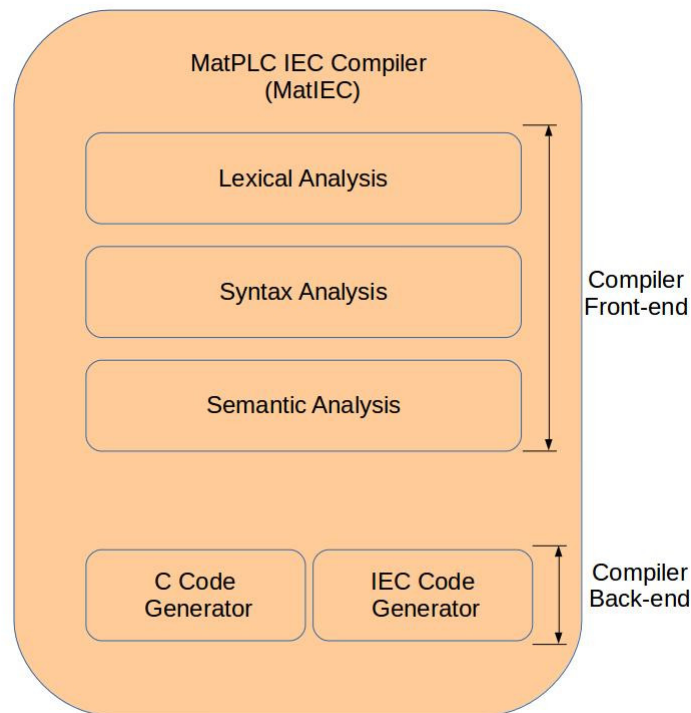 MatPLC IEC Compiler
(MatIEC)
Lexical Analysis
Syntax Analysis
Semantic Analysis
Compiler
Front-end
C Code
Generator
IEC Code
Generator
Compiler
Back-end